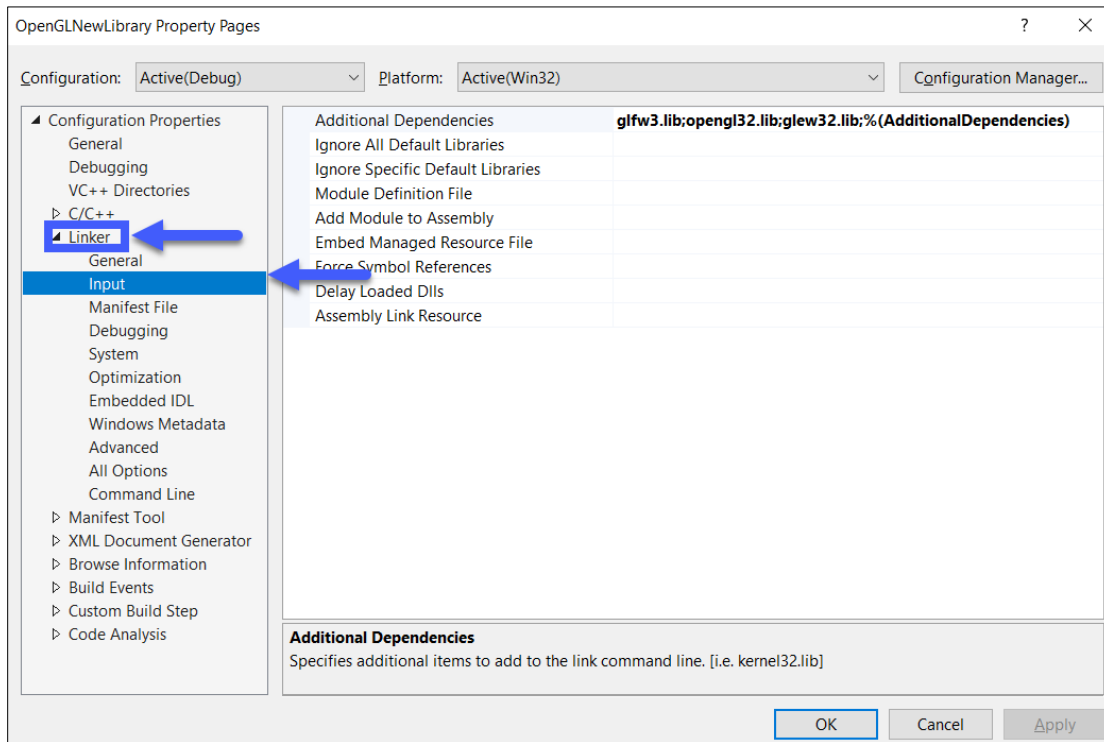 OpenGLNewLibrary Property Pages
?
Configuration: Active(Debug) Platform: Active(Win32) Configuration Manager...
Configuration Properties
General
Debugging
VC++ Directories
C/C++
Linker
General
Input
Manifest File
Debugging
System
Optimization
Embedded IDL
Windows Metadata
Advanced
All Options
Command Line
Manifest Tool
XML Document Generator
Browse Information
Build Events
Custom Build Step
Code Analysis
Additional Dependencies glfw3.lib;opengl32.lib;glew32.lib;%(AdditionalDependencies)
Ignore All Default Libraries
Ignore Specific Default Libraries
Module Definition File
Add Module to Assembly
Embed Managed Resource File
Force Symbol References
Delay Loaded Dlls
Assembly Link Resource
Additional Dependencies
Specifies additional items to add to the link command line. [i.e. kernel32.lib]
OK Cancel Apply